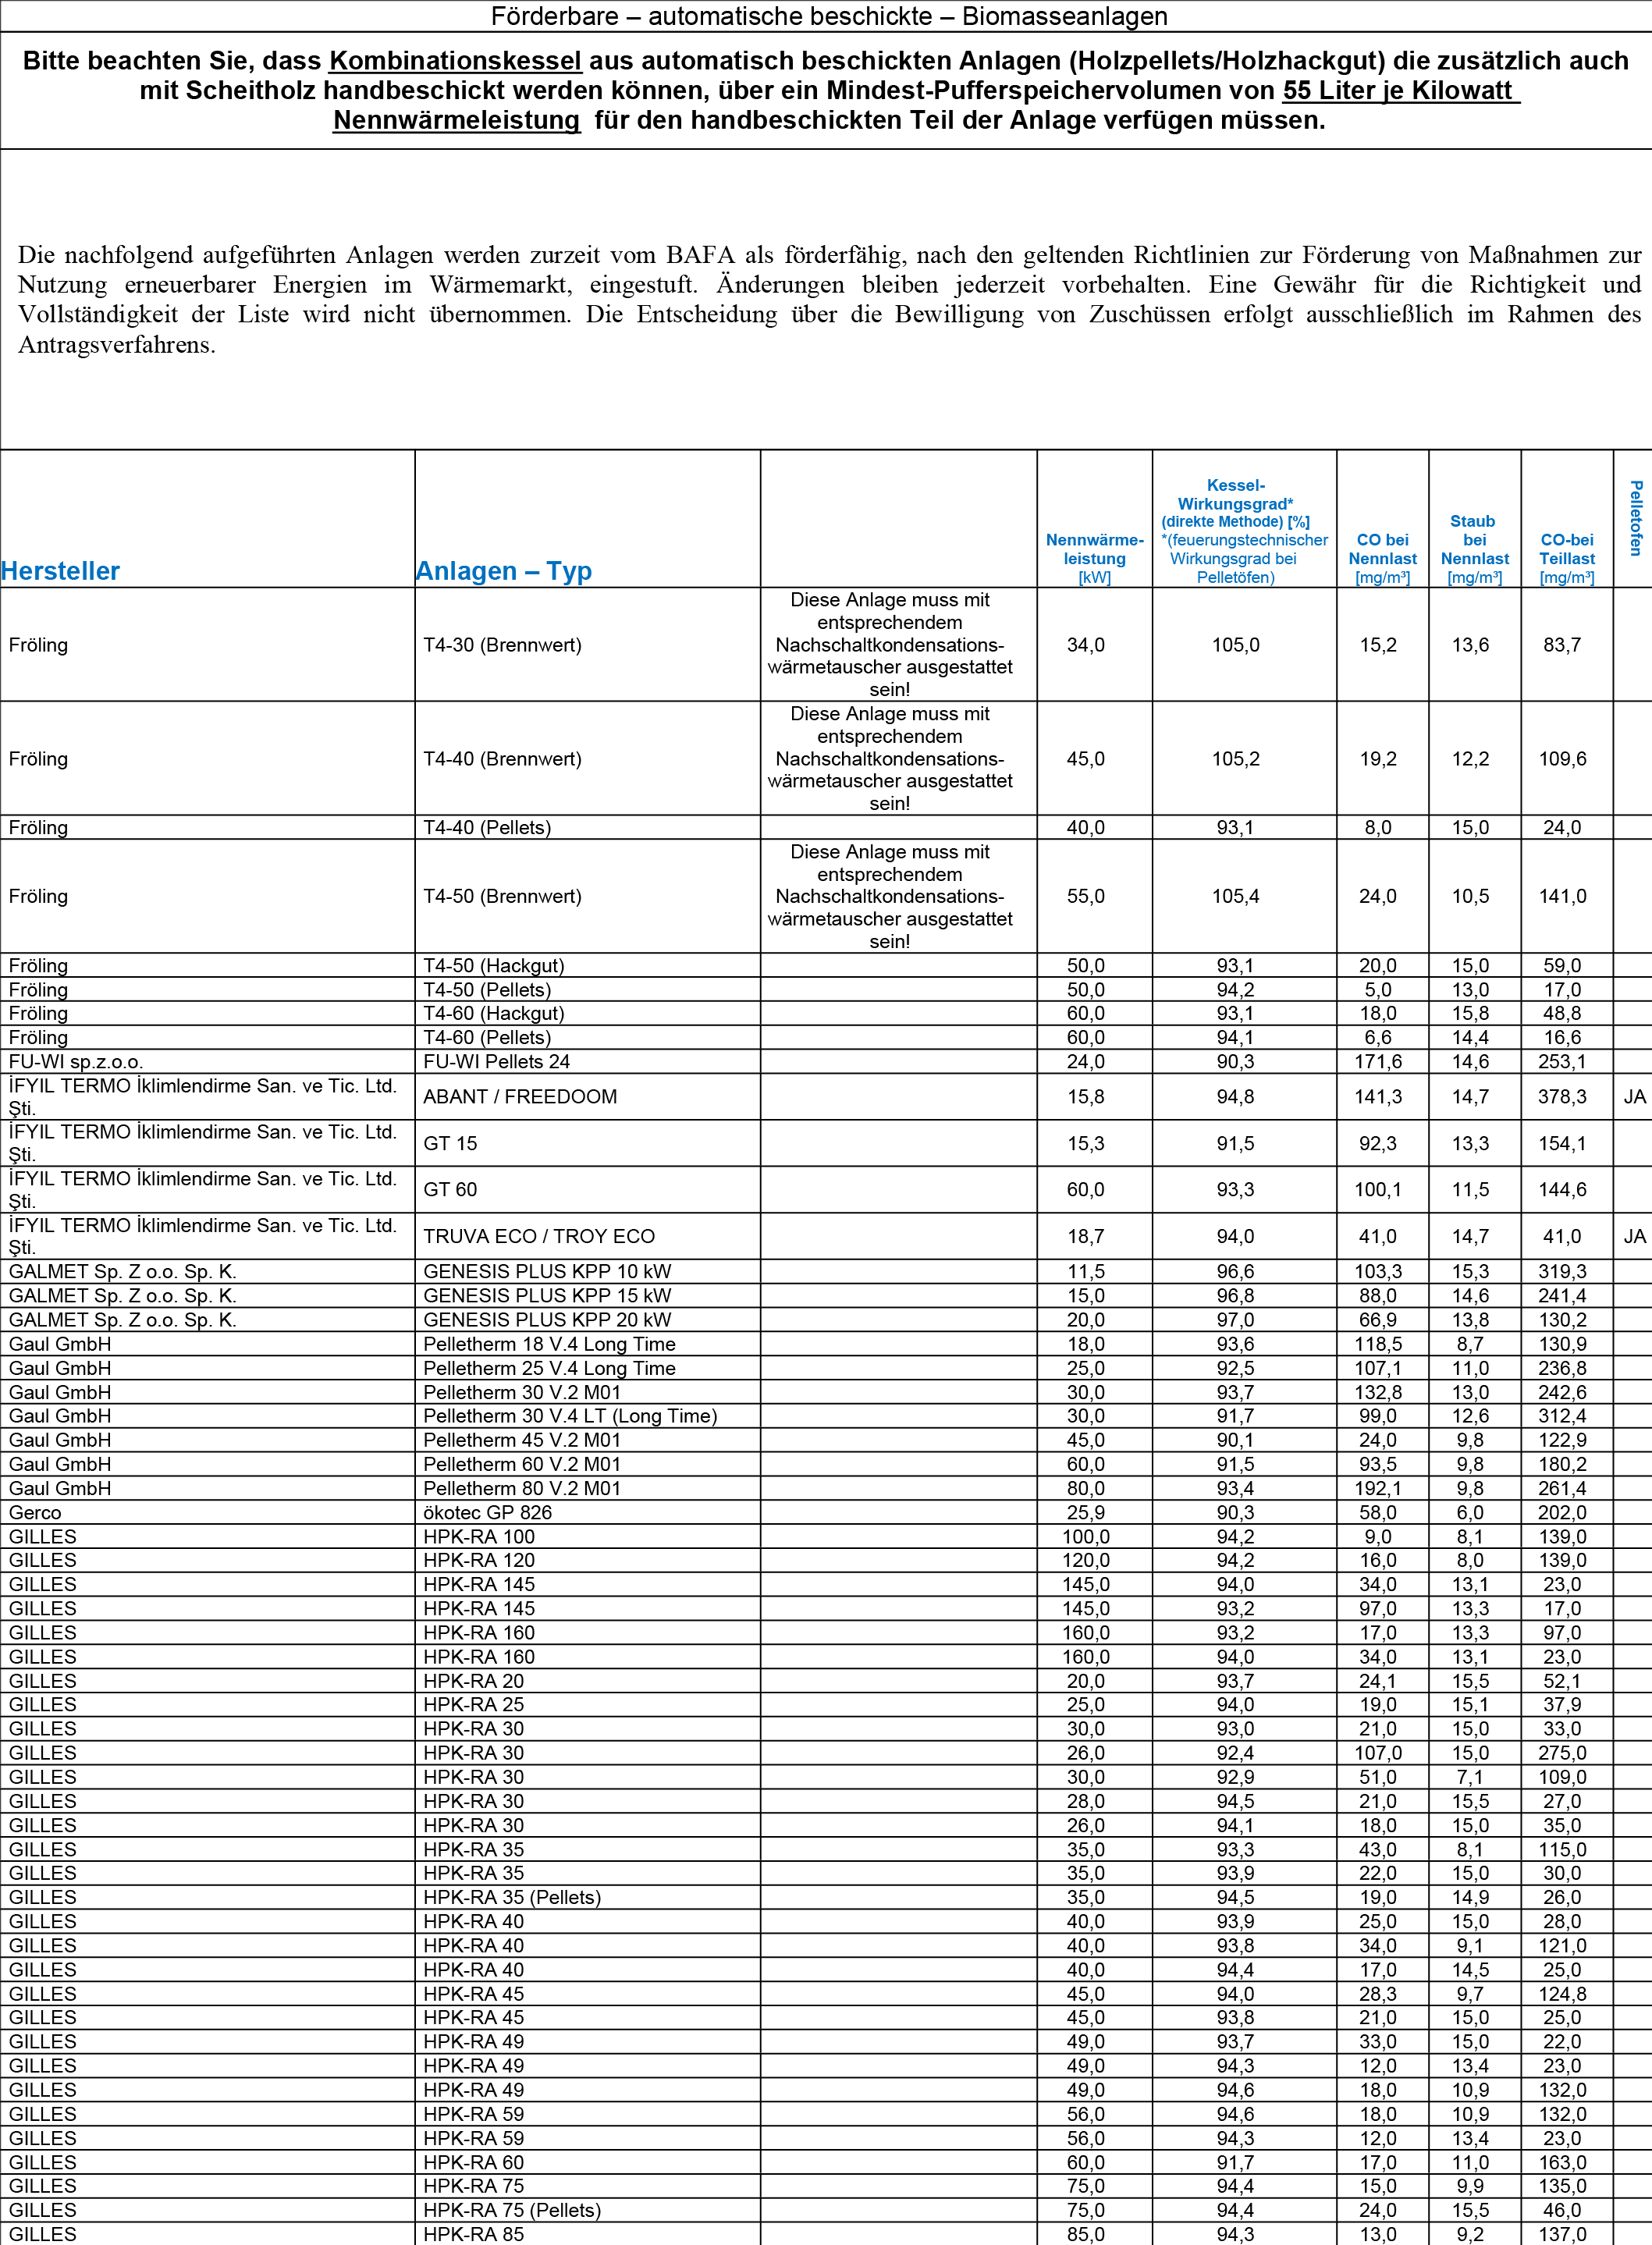 Förderbare – automatische beschickte – Biomasseanlagen
Bitte beachten Sie, dass Kombinationskessel aus automatisch beschickten Anlagen (Holzpellets/Holzhackgut) die zusätzlich auch
mit Scheitholz handbeschickt werden können, über ein Mindest-Pufferspeichervolumen von 55 Liter je Kilowatt
Nennwärmeleistung für den handbeschickten Teil der Anlage verfügen müssen.
Die nachfolgend aufgeführten Anlagen werden zurzeit vom BAFA als förderfähig, nach den geltenden Richtlinien zur Förderung von Maßnahmen zur
Nutzung erneuerbarer Energien im Wärmemarkt, eingestuft. Änderungen bleiben jederzeit vorbehalten. Eine Gewähr für die Richtigkeit und
Vollständigkeit der Liste wird nicht übernommen. Die Entscheidung über die Bewilligung von Zuschüssen erfolgt ausschließlich im Rahmen des
Antragsverfahrens.
Hersteller
Anlagen – Typ
Nennwärme-
leistung
[kW]
Kessel-
Wirkungsgrad*
(direkte Methode) [%]
*(feuerungstechnischer
Wirkungsgrad bei
Pelletöfen)
CO bei
Nennlast
[mg/m³]
Staub
bei
Nennlast
[mg/m³]
CO-bei
Teillast
[mg/m³]
Pelletofen
Fröling T4-30 (Brennwert)
Diese Anlage muss mit
entsprechendem
Nachschaltkondensations-
wärmetauscher ausgestattet
sein!
34,0 105,0 15,2 13,6 83,7
Fröling T4-40 (Brennwert)
Diese Anlage muss mit
entsprechendem
Nachschaltkondensations-
wärmetauscher ausgestattet
sein!
45,0 105,2 19,2 12,2 109,6
Fröling T4-40 (Pellets) 40,0 93,1 8,0 15,0 24,0
Fröling T4-50 (Brennwert)
Diese Anlage muss mit
entsprechendem
Nachschaltkondensations-
wärmetauscher ausgestattet
sein!
55,0 105,4 24,0 10,5 141,0
Fröling T4-50 (Hackgut) 50,0 93,1 20,0 15,0 59,0
Fröling T4-50 (Pellets) 50,0 94,2 5,0 13,0 17,0
Fröling T4-60 (Hackgut) 60,0 93,1 18,0 15,8 48,8
Fröling T4-60 (Pellets) 60,0 94,1 6,6 14,4 16,6
FU-WI sp.z.o.o. FU-WI Pellets 24 24,0 90,3 171,6 14,6 253,1
İFYIL TERMO İklimlendirme San. ve Tic. Ltd.
Şti.
ABANT / FREEDOOM 15,8 94,8 141,3 14,7 378,3 JA
İFYIL TERMO İklimlendirme San. ve Tic. Ltd.
Şti.
GT 15 15,3 91,5 92,3 13,3 154,1
İFYIL TERMO İklimlendirme San. ve Tic. Ltd.
Şti.
GT 60 60,0 93,3 100,1 11,5 144,6
İFYIL TERMO İklimlendirme San. ve Tic. Ltd.
Şti.
TRUVA ECO / TROY ECO 18,7 94,0 41,0 14,7 41,0 JA
GALMET Sp. Z o.o. Sp. K. GENESIS PLUS KPP 10 kW 11,5 96,6 103,3 15,3 319,3
GALMET Sp. Z o.o. Sp. K. GENESIS PLUS KPP 15 kW 15,0 96,8 88,0 14,6 241,4
GALMET Sp. Z o.o. Sp. K. GENESIS PLUS KPP 20 kW 20,0 97,0 66,9 13,8 130,2
Gaul GmbH Pelletherm 18 V.4 Long Time 18,0 93,6 118,5 8,7 130,9
Gaul GmbH Pelletherm 25 V.4 Long Time 25,0 92,5 107,1 11,0 236,8
Gaul GmbH Pelletherm 30 V.2 M01 30,0 93,7 132,8 13,0 242,6
Gaul GmbH Pelletherm 30 V.4 LT (Long Time) 30,0 91,7 99,0 12,6 312,4
Gaul GmbH Pelletherm 45 V.2 M01 45,0 90,1 24,0 9,8 122,9
Gaul GmbH Pelletherm 60 V.2 M01 60,0 91,5 93,5 9,8 180,2
Gaul GmbH Pelletherm 80 V.2 M01 80,0 93,4 192,1 9,8 261,4
Gerco ökotec GP 826 25,9 90,3 58,0 6,0 202,0
GILLES HPK-RA 100 100,0 94,2 9,0 8,1 139,0
GILLES HPK-RA 120 120,0 94,2 16,0 8,0 139,0
GILLES HPK-RA 145 145,0 94,0 34,0 13,1 23,0
GILLES HPK-RA 145 145,0 93,2 97,0 13,3 17,0
GILLES HPK-RA 160 160,0 93,2 17,0 13,3 97,0
GILLES HPK-RA 160 160,0 94,0 34,0 13,1 23,0
GILLES HPK-RA 20 20,0 93,7 24,1 15,5 52,1
GILLES HPK-RA 25 25,0 94,0 19,0 15,1 37,9
GILLES HPK-RA 30 30,0 93,0 21,0 15,0 33,0
GILLES HPK-RA 30 26,0 92,4 107,0 15,0 275,0
GILLES HPK-RA 30 30,0 92,9 51,0 7,1 109,0
GILLES HPK-RA 30 28,0 94,5 21,0 15,5 27,0
GILLES HPK-RA 30 26,0 94,1 18,0 15,0 35,0
GILLES HPK-RA 35 35,0 93,3 43,0 8,1 115,0
GILLES HPK-RA 35 35,0 93,9 22,0 15,0 30,0
GILLES HPK-RA 35 (Pellets) 35,0 94,5 19,0 14,9 26,0
GILLES HPK-RA 40 40,0 93,9 25,0 15,0 28,0
GILLES HPK-RA 40 40,0 93,8 34,0 9,1 121,0
GILLES HPK-RA 40 40,0 94,4 17,0 14,5 25,0
GILLES HPK-RA 45 45,0 94,0 28,3 9,7 124,8
GILLES HPK-RA 45 45,0 93,8 21,0 15,0 25,0
GILLES HPK-RA 49 49,0 93,7 33,0 15,0 22,0
GILLES HPK-RA 49 49,0 94,3 12,0 13,4 23,0
GILLES HPK-RA 49 49,0 94,6 18,0 10,9 132,0
GILLES HPK-RA 59 56,0 94,6 18,0 10,9 132,0
GILLES HPK-RA 59 56,0 94,3 12,0 13,4 23,0
GILLES HPK-RA 60 60,0 91,7 17,0 11,0 163,0
GILLES HPK-RA 75 75,0 94,4 15,0 9,9 135,0
GILLES HPK-RA 75 (Pellets) 75,0 94,4 24,0 15,5 46,0
GILLES HPK-RA 85 85,0 94,3 13,0 9,2 137,0